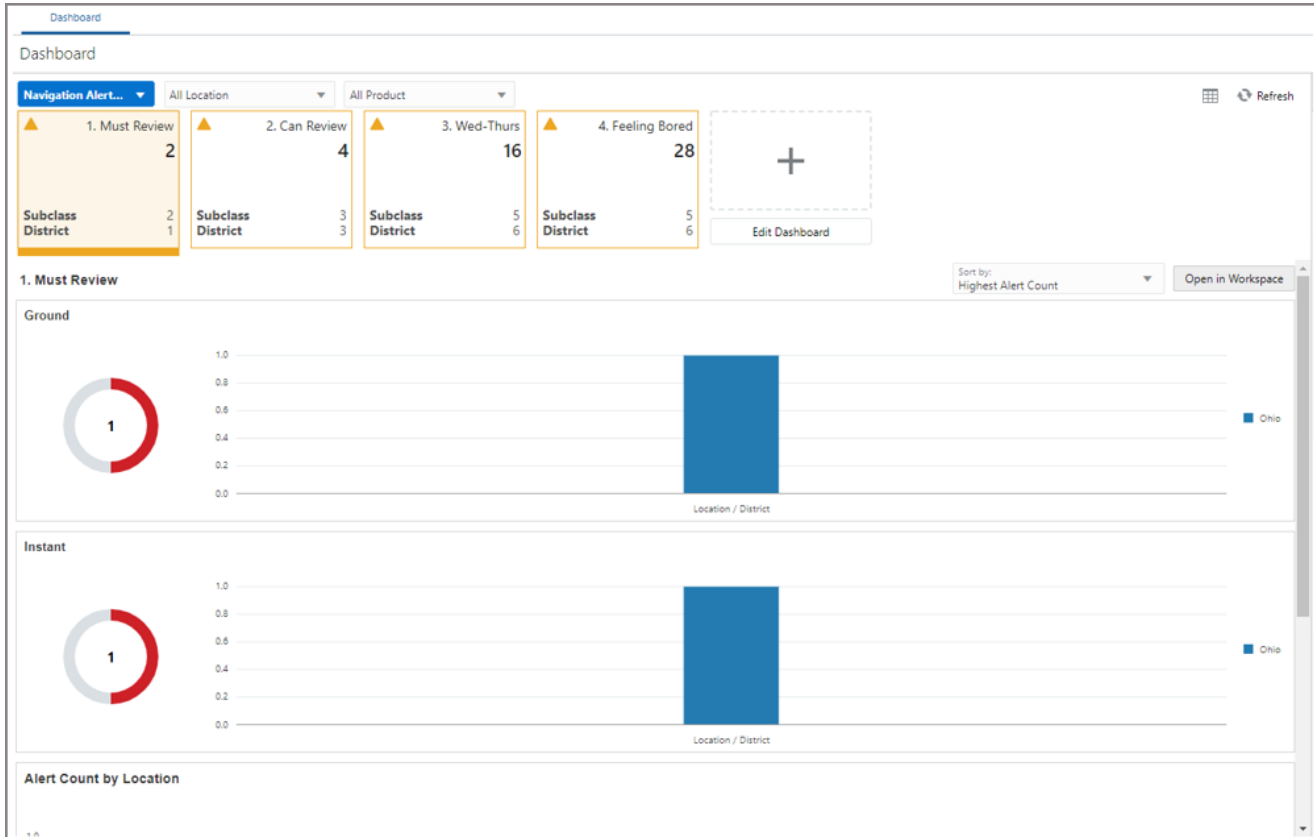 Dashboard
Dashboard
Navigation Alert... All Location All Product Refresh
1. Must Review
2
Subclass 2
District 1
2. Can Review
4
Subclass 3
District 3
3. Wed-Thurs
16
Subclass 5
District 6
4. Feeling Bored
28
Subclass 5
District 6
Edit Dashboard
1. Must Review
Sort by:
Highest Alert Count
Open in Workspace
Ground
1
1.0
0.8
0.6
0.4
0.2
0.0
Location / District
Ohio
Instant
1
1.0
0.8
0.6
0.4
0.2
0.0
Location / District
Ohio
Alert Count by Location
1.0